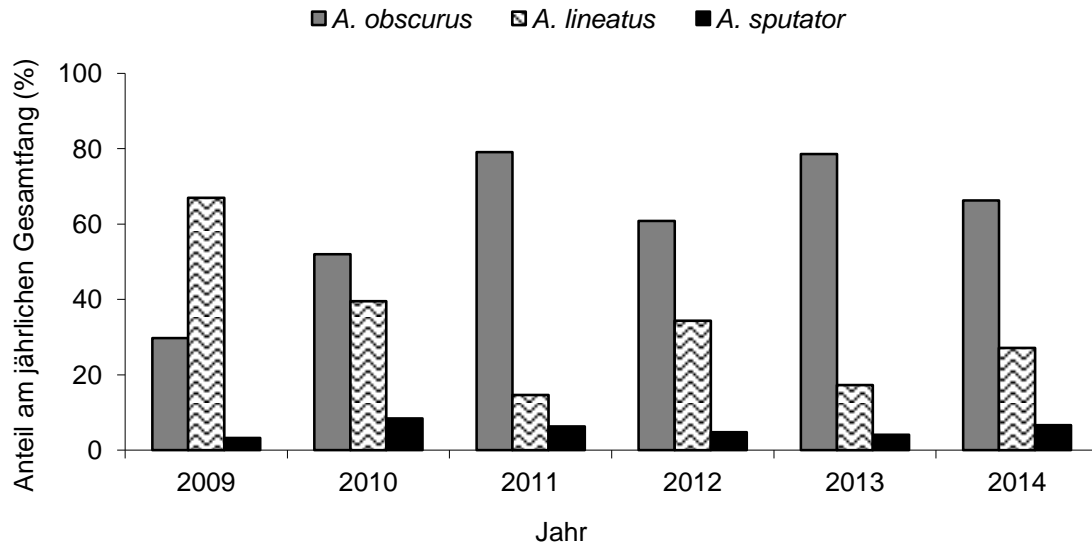 A. obscurus A. lineatus A. sputator
Anteil am jährlichen Gesamtfang (%)
100
80
60
40
20
0
2009 2010 2011 2012 2013 2014
Jahr